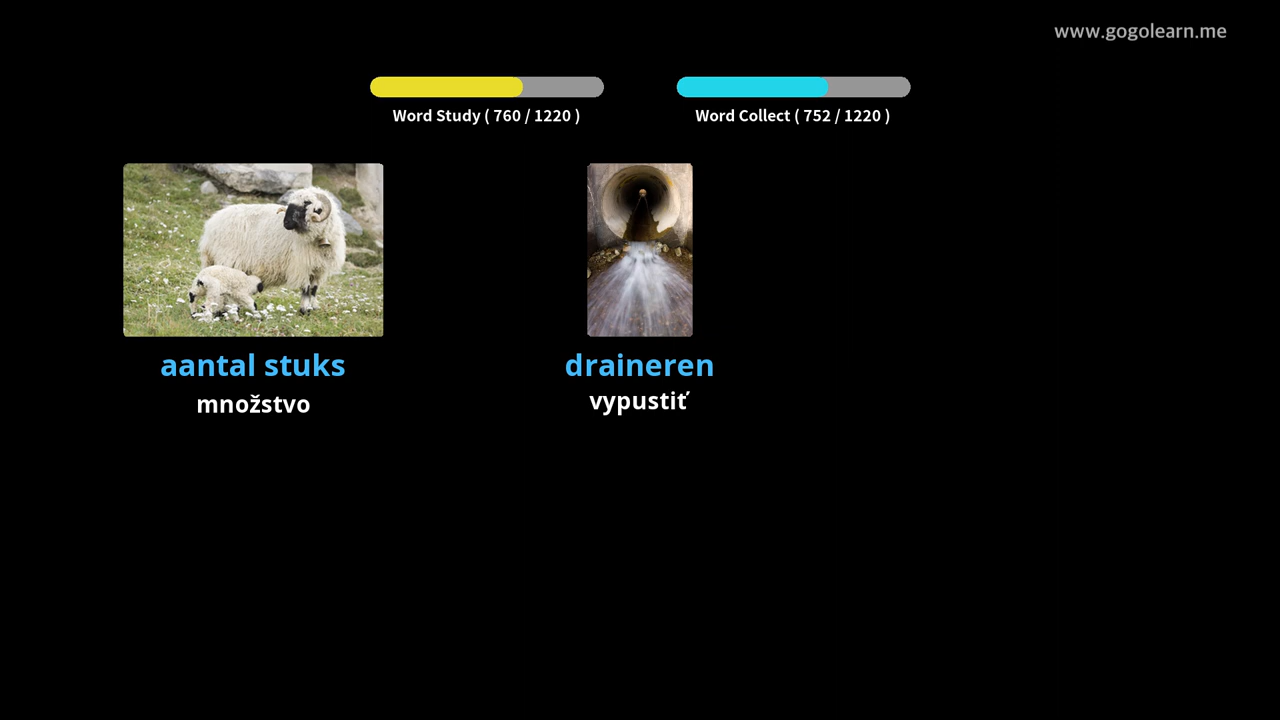 www.gogolearn.me
Word Study ( 760 / 1220 )
Word Collect ( 752 / 1220 )
aantal stuks
množstvo
draineren
vypustiť